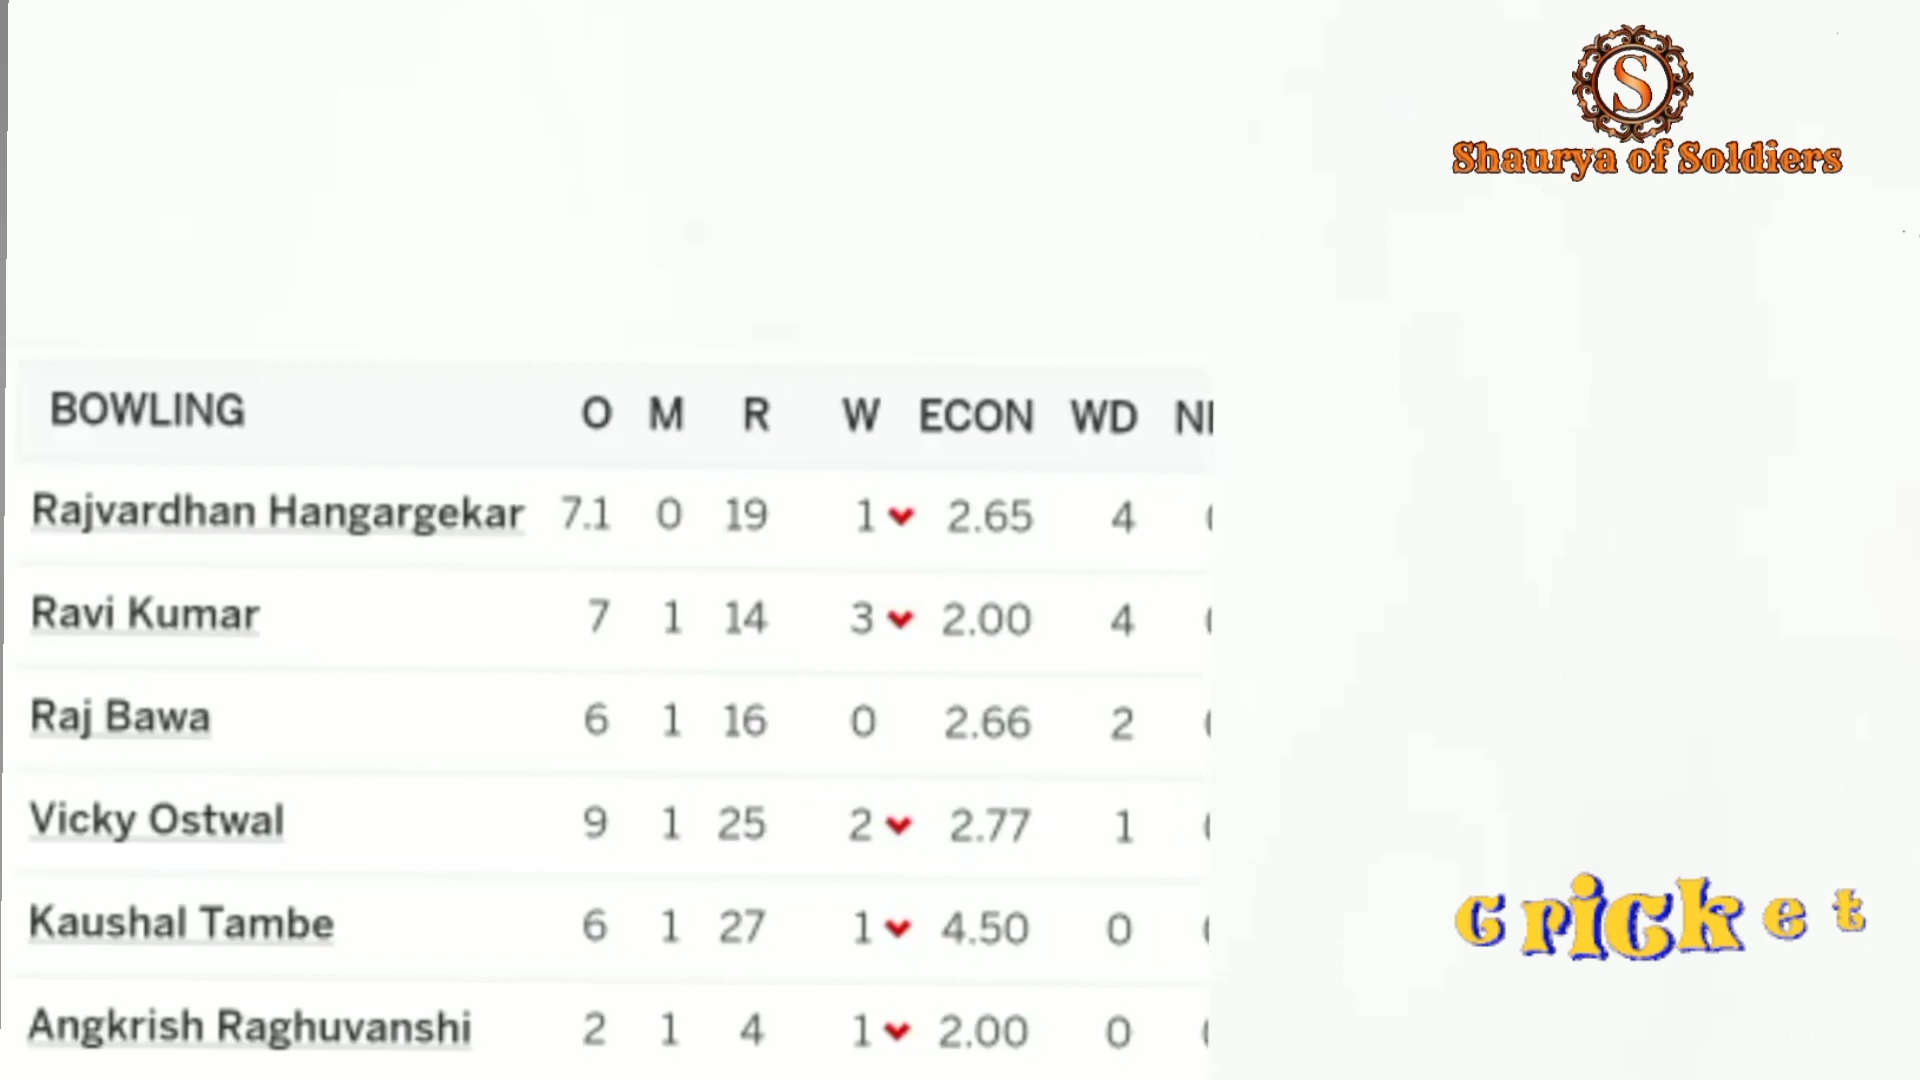 S
Shaurya of Soldiers
BOWLING O M R W ECON WD
Rajvardhan Hangargekar 7.1 0 19 1 2.65 4
Ravi Kumar 7 1 14 3 2.00 4
Raj Bawa 6 1 16 0 2.66 2
Vicky Ostwal 9 1 25 2 2.77 1
Kaushal Tambe 6 1 27 1 4.50 0
Angkrish Raghuvanshi 2 1 4 1 2.00 0
cricket